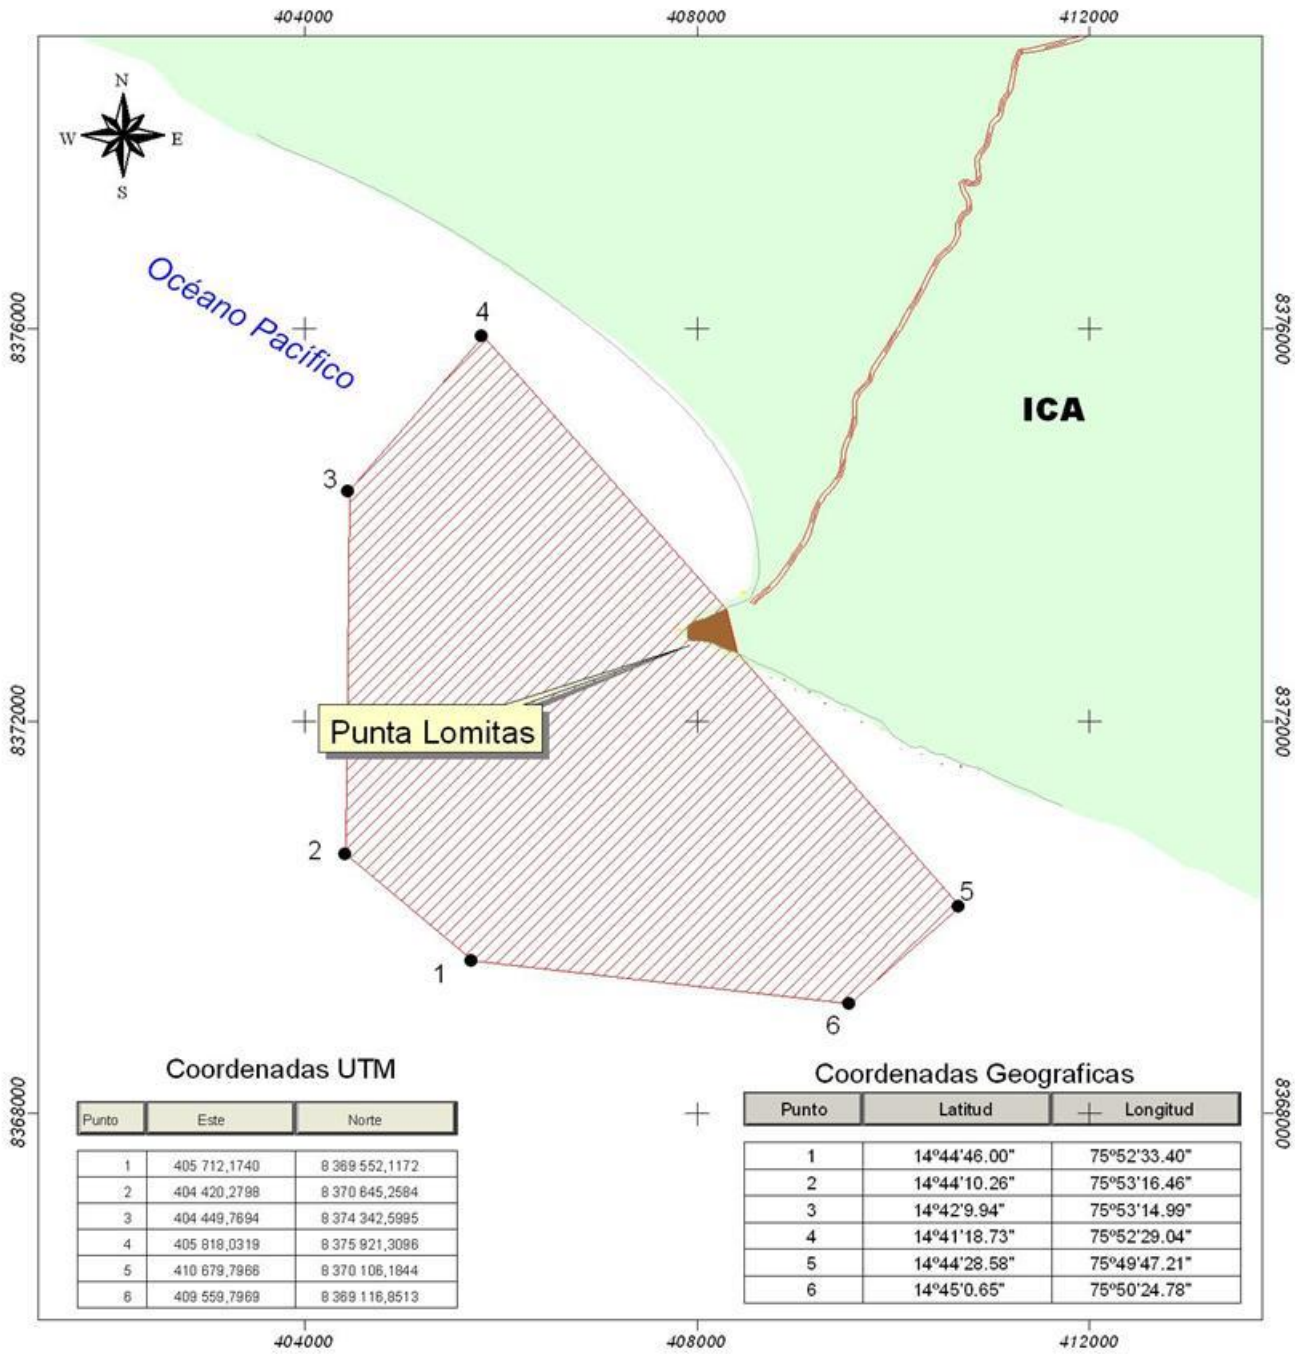 404000 408000 412000
N
W E
S
Océano Pacífico
4
8376000 8376000
ICA
3
8372000 8372000
Punta Lomitas
2
5
1
6
Coordenadas UTM
Punto Este Norte
1 405 712,1740 8 369 552,1172
2 404 420,2798 8 370 645,2584
3 404 449,7694 8 374 342,5995
4 405 818,0319 8 375 921,3096
5 410 679,7966 8 370 106,1844
6 409 559,7969 8 369 116,8513
Coordenadas Geograficas
Punto Latitud Longitud
1 14º44'46.00" 75º52'33.40"
2 14º44'10.26" 75º53'16.46"
3 14º42'9.94" 75º53'14.99"
4 14º41'18.73" 75º52'29.04"
5 14º44'28.58" 75º49'47.21"
6 14º45'0.65" 75º50'24.78"
8368000 8368000
404000 408000 412000